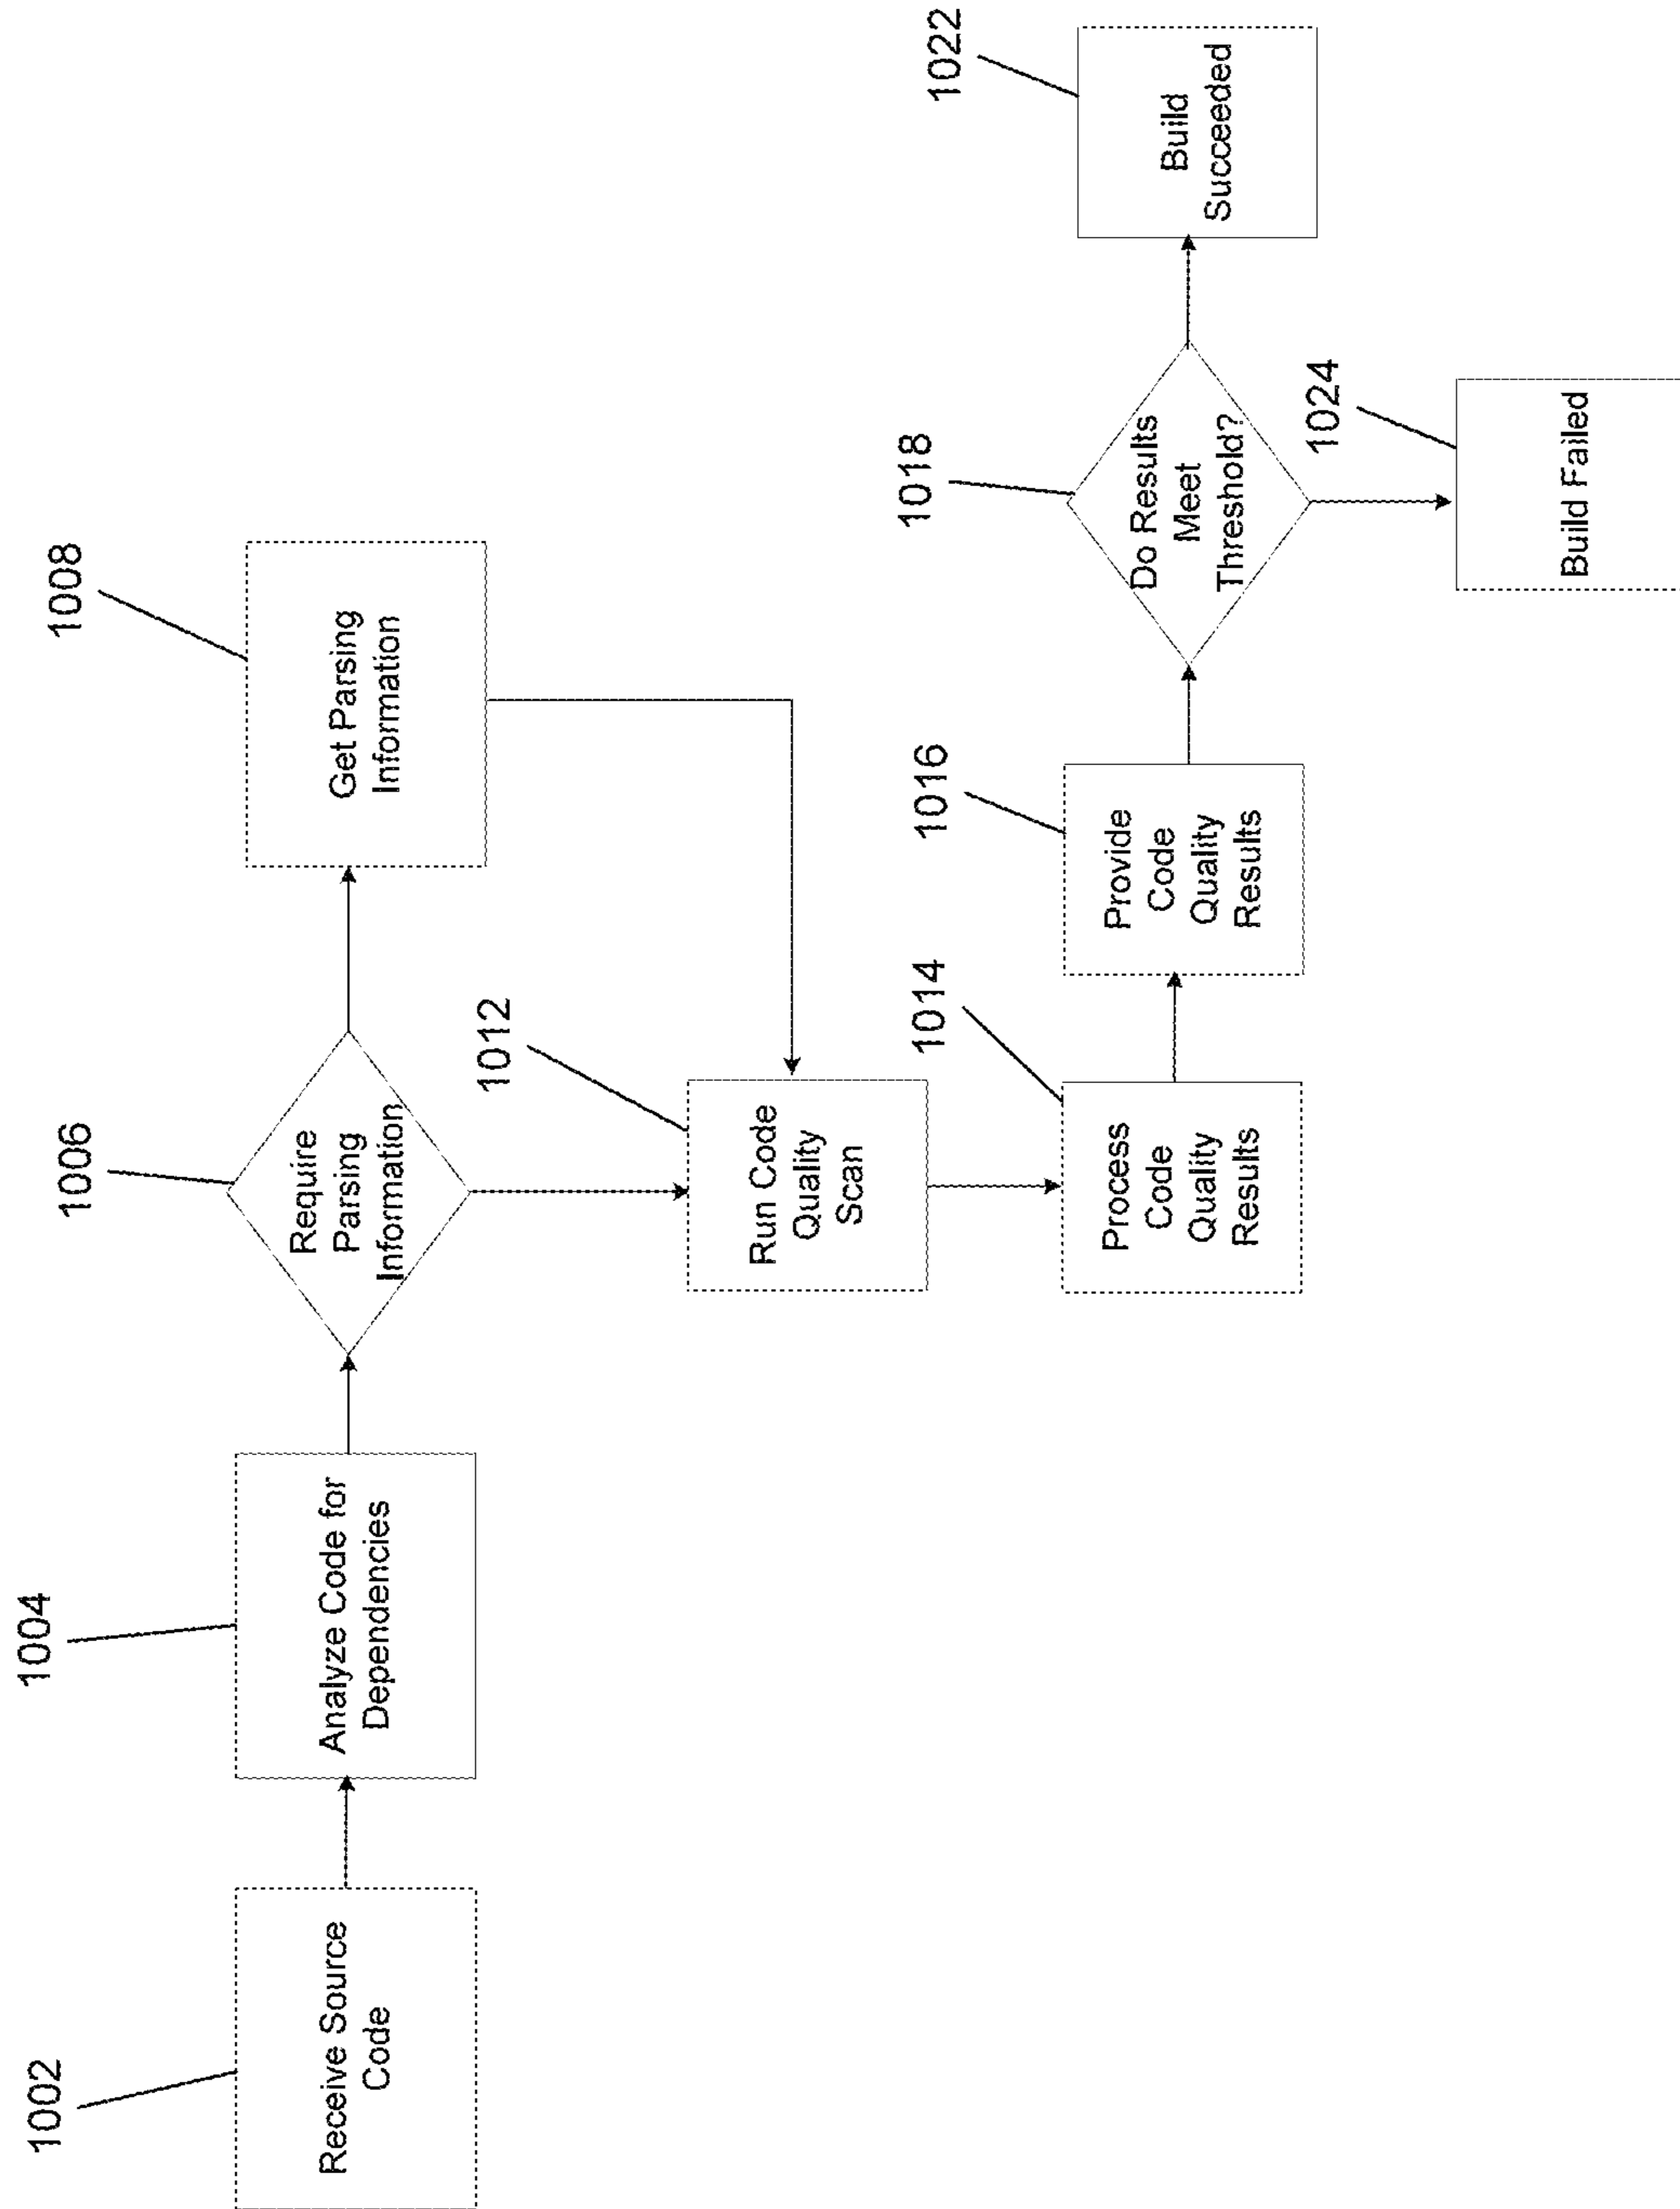 1002
Receive Source
Code
1004
Analyze Code for
Dependencies
1006
Require
Parsing
Information
1008
Get Parsing
Information
1012
Run Code
Quality
Scan
1014
Process
Code
Quality
Results
1016
Provide
Code
Quality
Results
1018
Do Results
Meet
Threshold?
1022
Build
Succeeded
1024
Build Failed